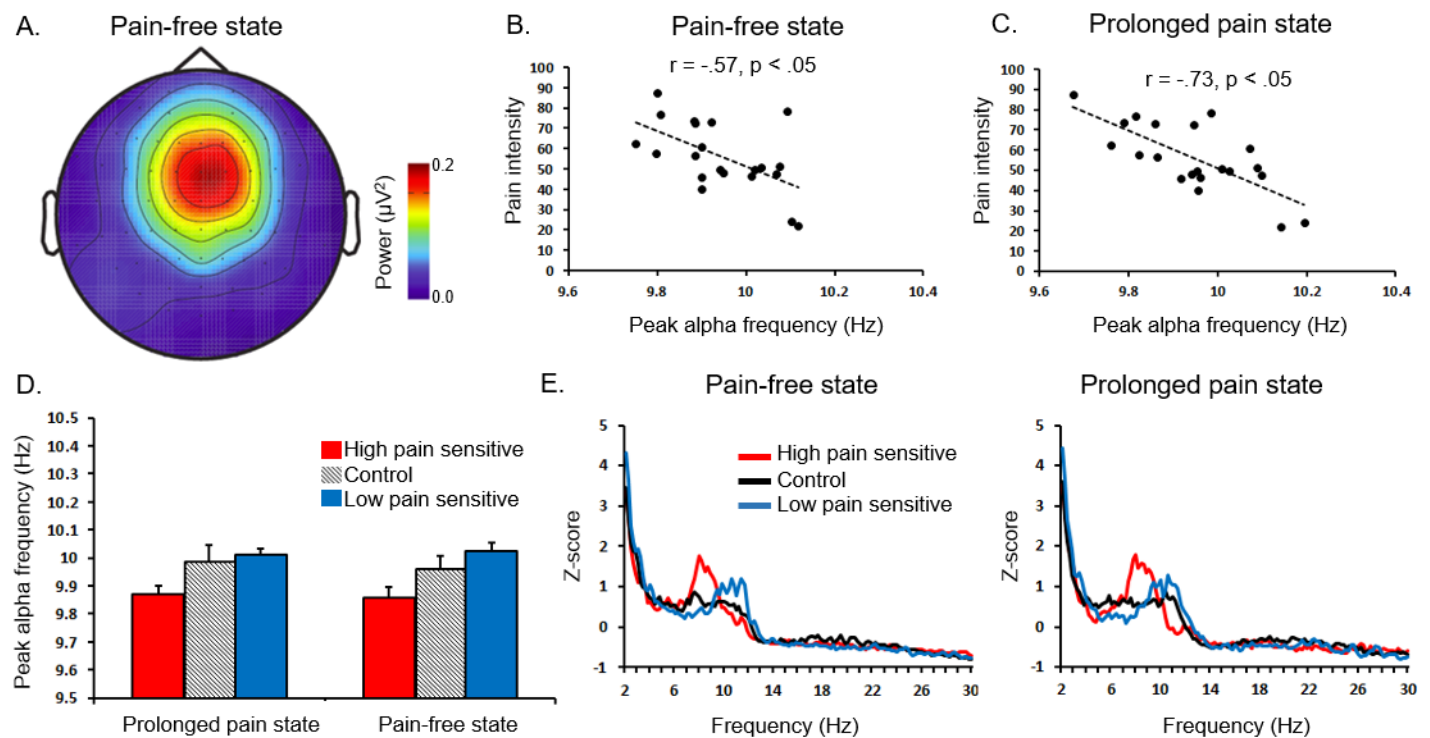 A.
Pain-free state
Power (µV²)
0.2
0.0
B.
Pain-free state
r = -.57, p < .05
Pain intensity
100
90
80
70
60
50
40
30
20
10
0
9.6
9.8
10
10.2
10.4
Peak alpha frequency (Hz)
C.
Prolonged pain state
r = -.73, p < .05
Pain intensity
100
90
80
70
60
50
40
30
20
10
0
9.6
9.8
10
10.2
10.4
Peak alpha frequency (Hz)
D.
Peak alpha frequency (Hz)
10.5
10.4
10.3
10.2
10.1
10
9.9
9.8
9.7
9.6
9.5
High pain sensitive
Control
Low pain sensitive
Prolonged pain state
Pain-free state
E.
Pain-free state
Z-score
5
4
3
2
1
0
-1
High pain sensitive
Control
Low pain sensitive
2
6
10
14
18
22
26
30
Frequency (Hz)
Prolonged pain state
Z-score
5
4
3
2
1
0
-1
2
6
10
14
18
22
26
30
Frequency (Hz)